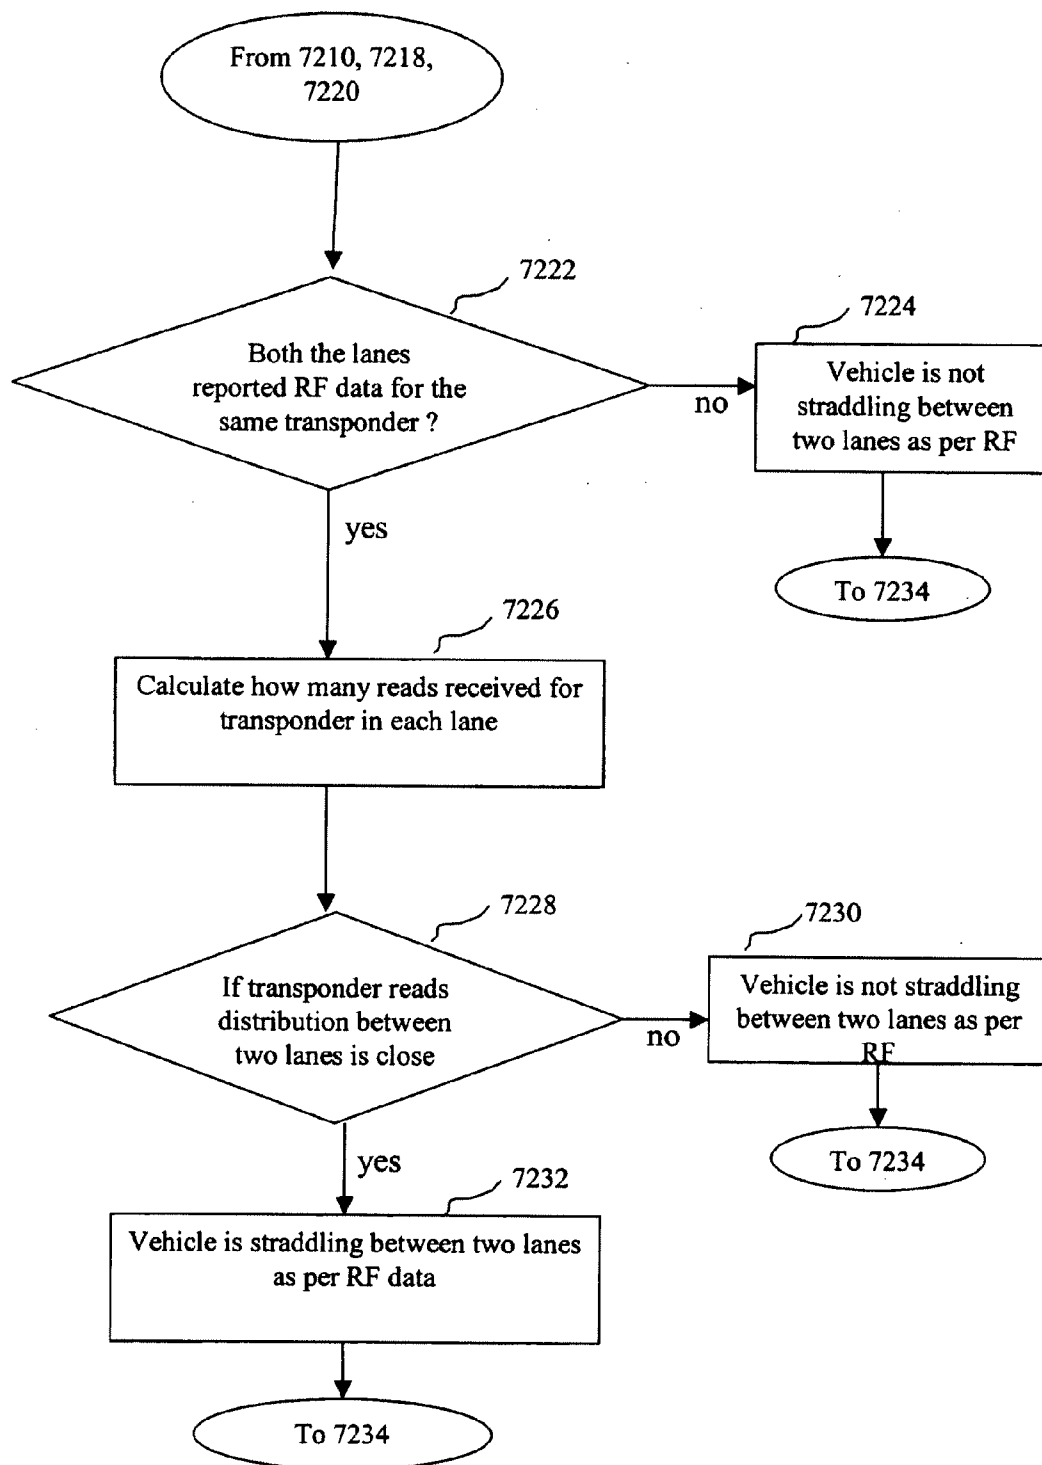 From 7210, 7218,
7220
7222
Both the lanes
reported RF data for the
same transponder ?
no
7224
Vehicle is not
straddling between
two lanes as per RF
To 7234
yes
7226
Calculate how many reads received for
transponder in each lane
7228
If transponder reads
distribution between
two lanes is close
no
7230
Vehicle is not straddling
between two lanes as per
RF
To 7234
yes
7232
Vehicle is straddling between two lanes
as per RF data
To 7234